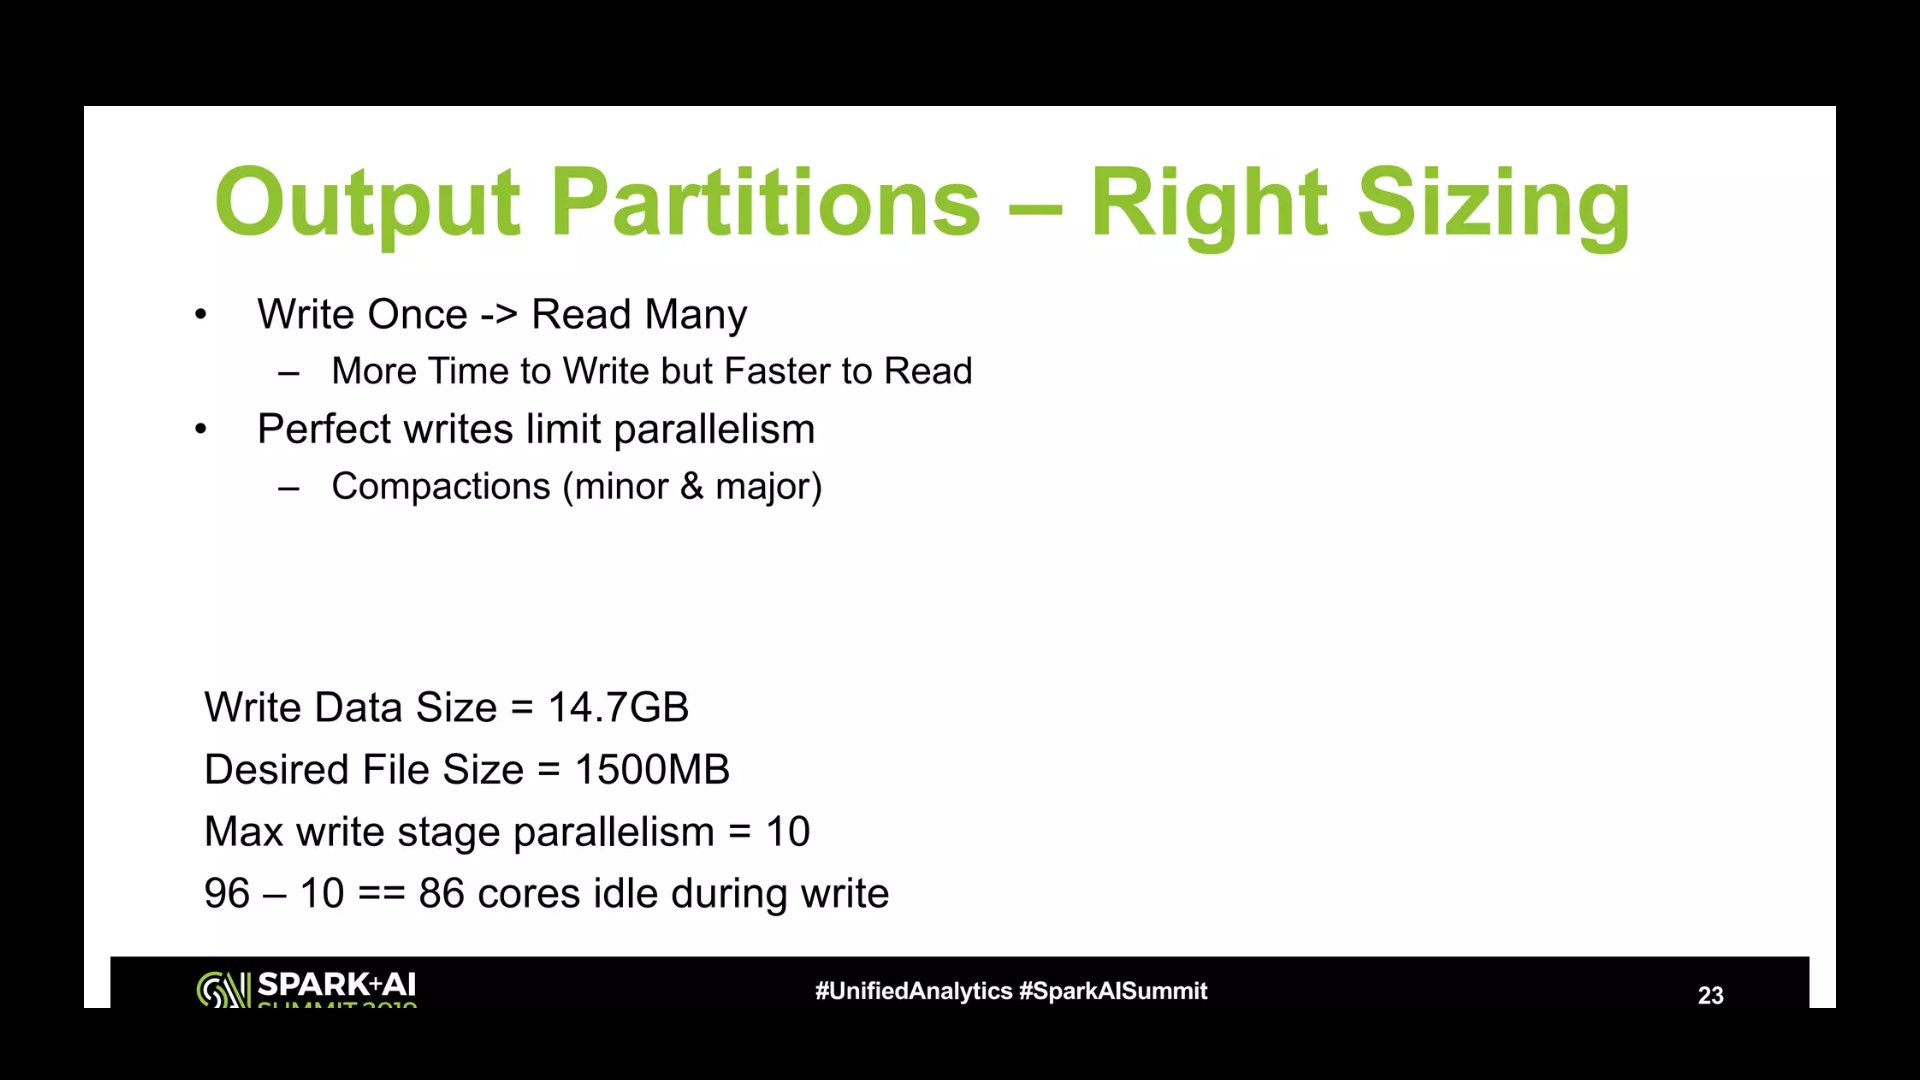 Output Partitions – Right Sizing
• Write Once -> Read Many
– More Time to Write but Faster to Read
• Perfect writes limit parallelism
– Compactions (minor & major)
Write Data Size = 14.7GB
Desired File Size = 1500MB
Max write stage parallelism = 10
96 – 10 == 86 cores idle during write
SPARK+AI
SUMMIT 2019
#UnifiedAnalytics #SparkAISummit
23